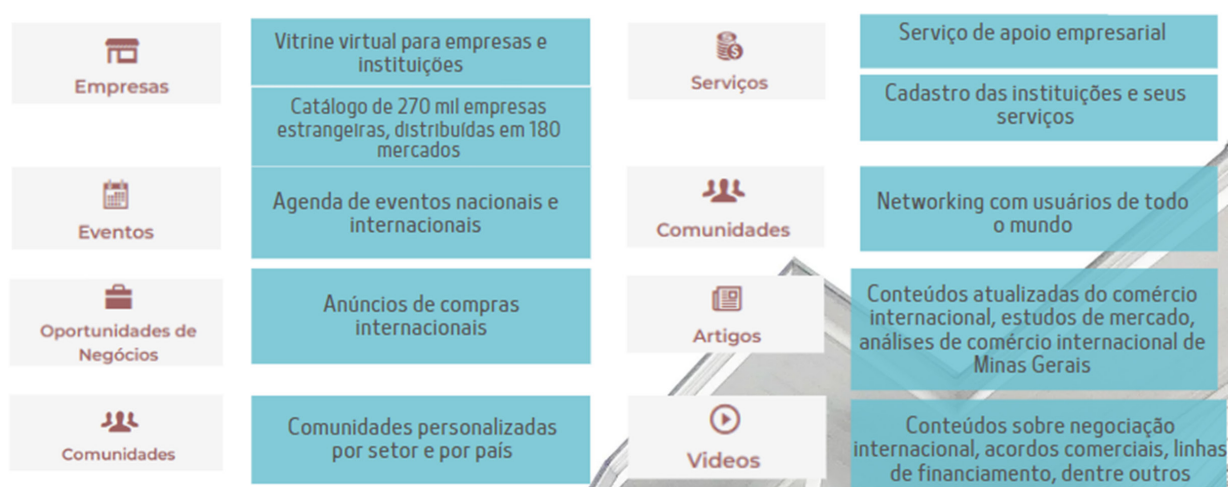 Empresas
Vitrine virtual para empresas e
instituições
Catálogo de 270 mil empresas
estrangeiras, distribuídas em 180
mercados
Eventos
Agenda de eventos nacionais e
internacionais
Oportunidades de
Negócios
Anúncios de compras
internacionais
Comunidades
Comunidades personalizadas
por setor e por país
Serviços
Serviço de apoio empresarial
Cadastro das instituições e seus
serviços
Comunidades
Networking com usuários de todo
o mundo
Artigos
Conteúdos atualizadas do comércio
internacional, estudos de mercado,
análises de comércio internacional de
Minas Gerais
Videos
Conteúdos sobre negociação
internacional, acordos comerciais, linhas
de financiamento, dentre outros